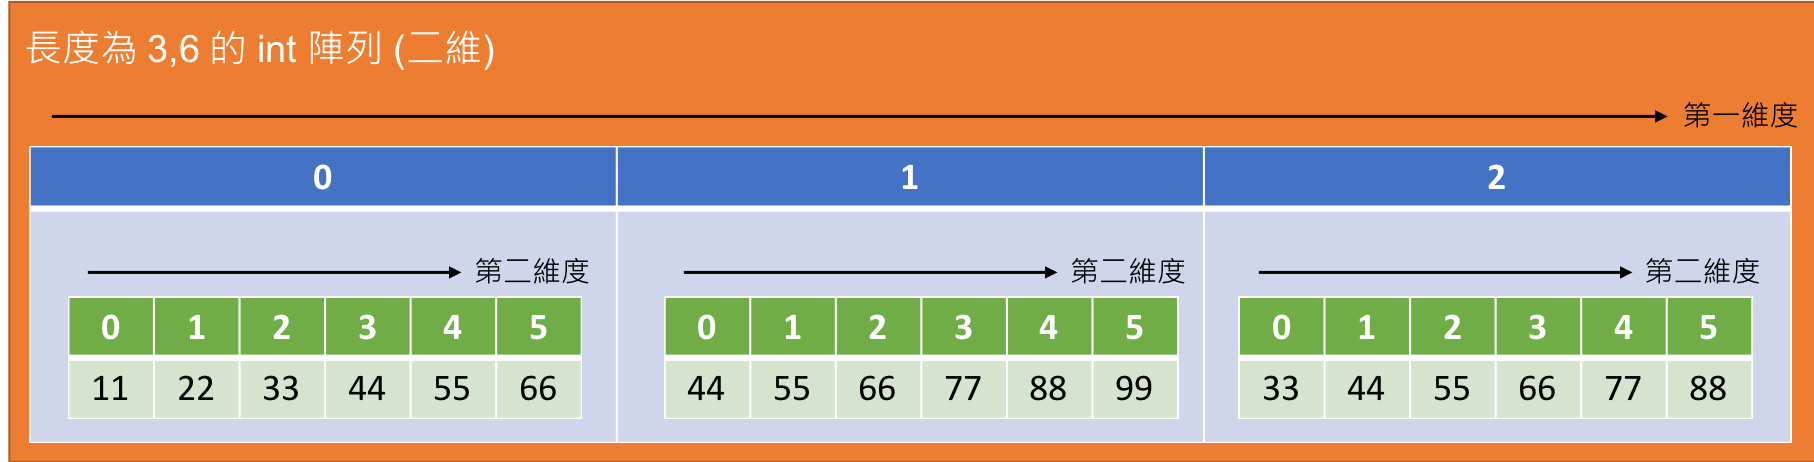 長度為 3,6 的 int 陣列 (二維)
第一維度
0 1 2
第二維度 第二維度 第二維度
0 1 2 3 4 5 0 1 2 3 4 5 0 1 2 3 4 5
11 22 33 44 55 66 44 55 66 77 88 99 33 44 55 66 77 88